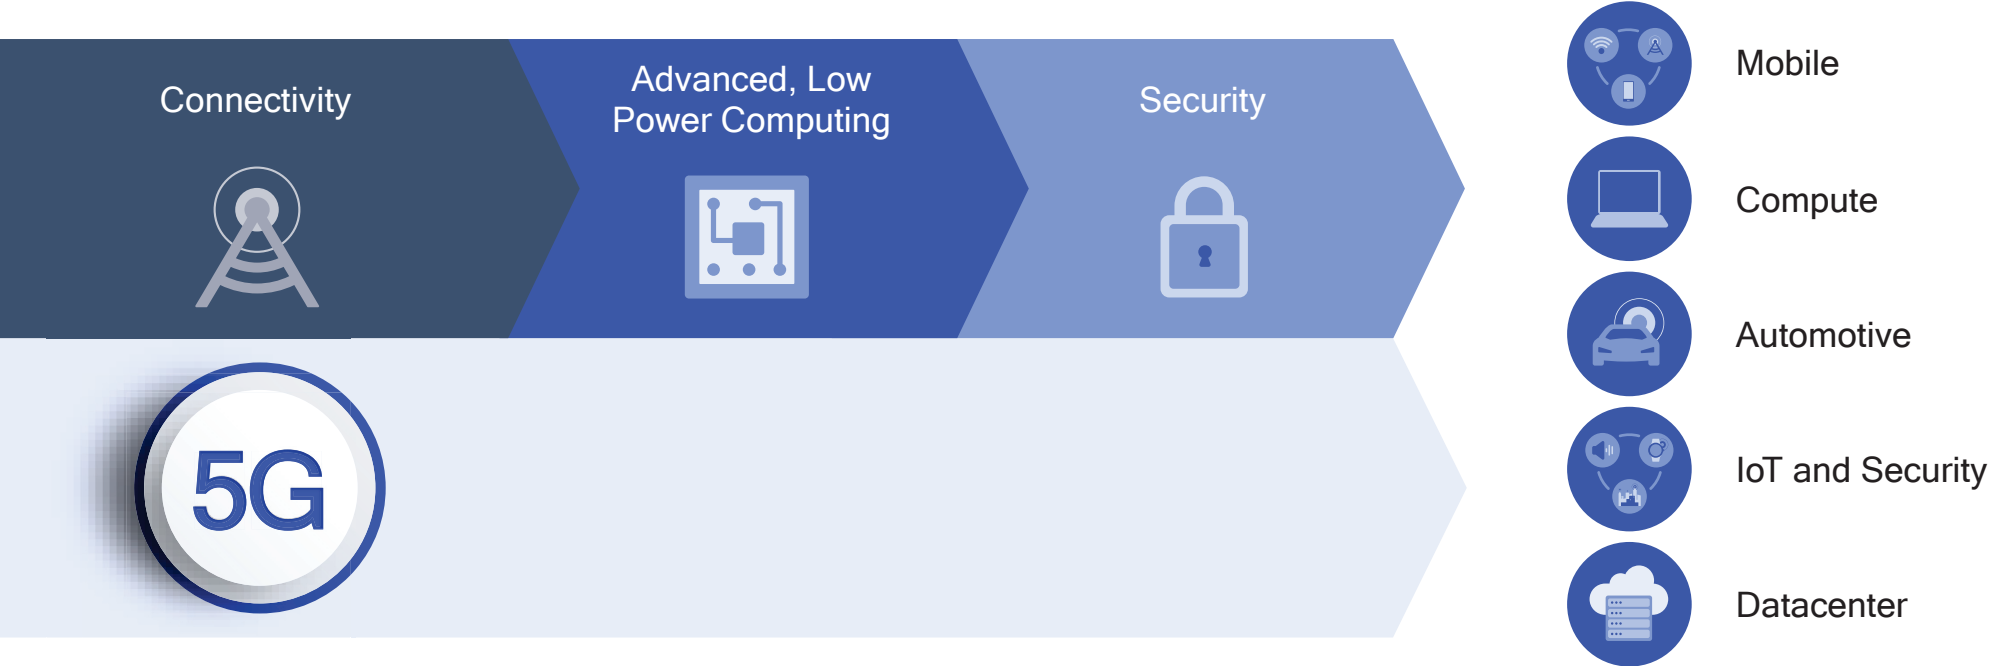 Connectivity
Advanced, Low
Power Computing
Security
5G
Mobile
Compute
Automotive
IoT and Security
Datacenter